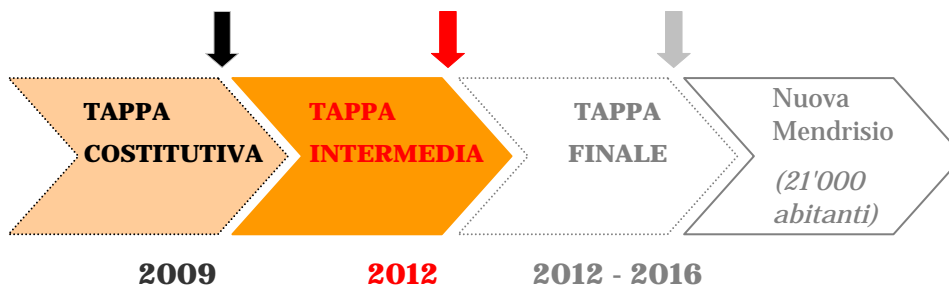 TAPPA
COSTITUTIVA
TAPPA
INTERMEDIA
TAPPA
FINALE
Nuova
Mendrisio
(21'000
abitanti)
2009
2012
2012 - 2016